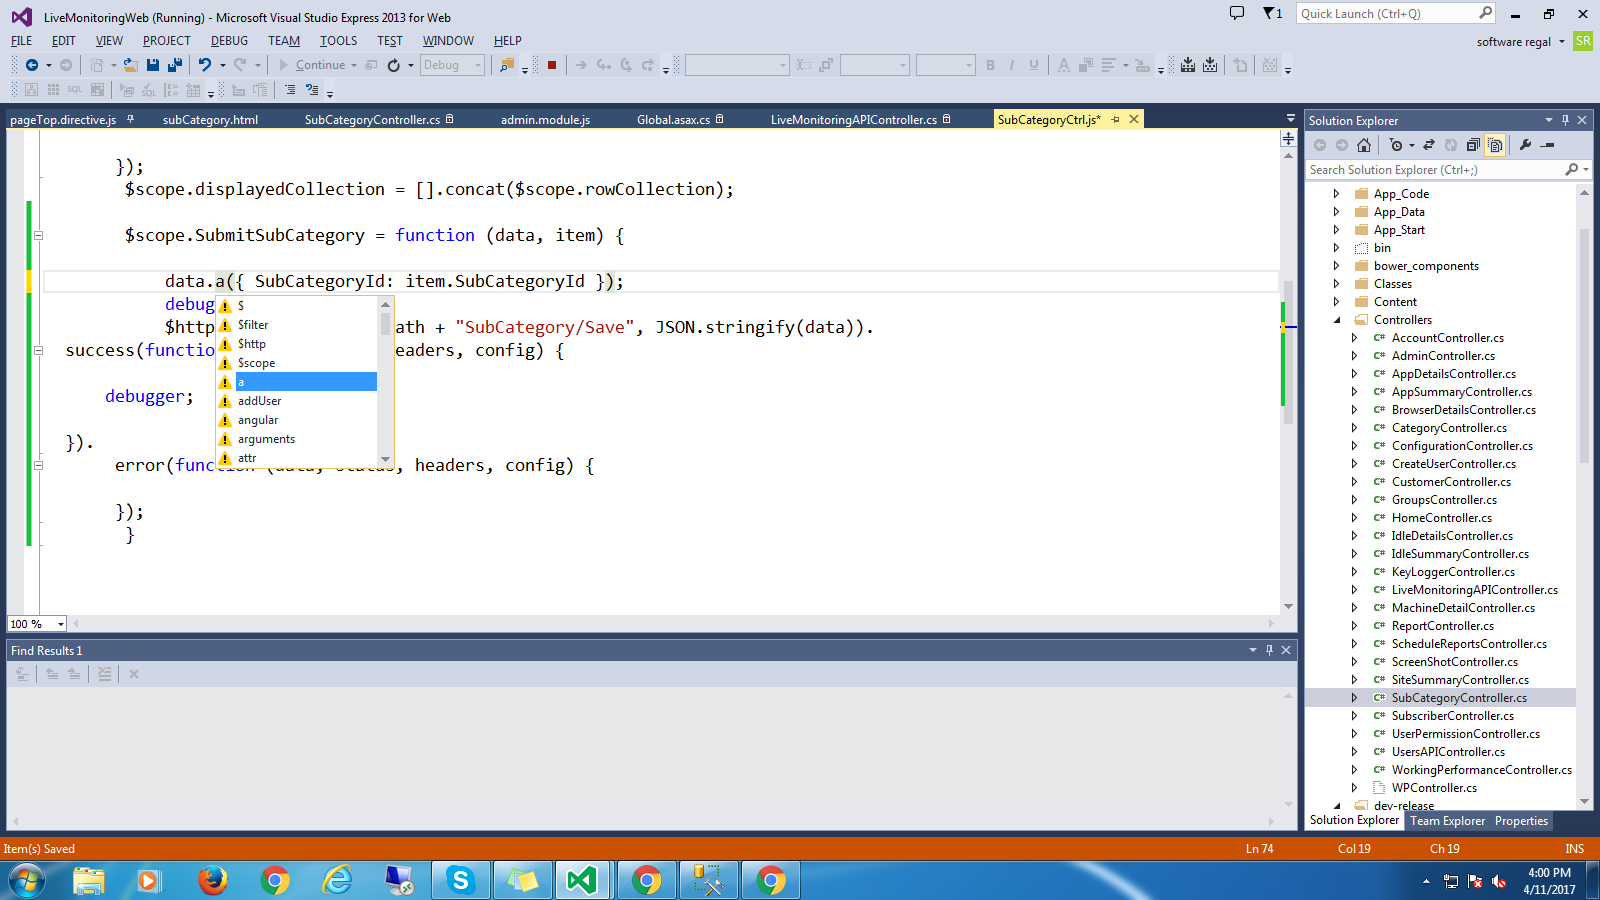 LiveMonitoringWeb (Running) - Microsoft Visual Studio Express 2013 for Web
1
Quick Launch (Ctrl+Q)
FILE EDIT VIEW PROJECT DEBUG TEAM TOOLS TEST WINDOW HELP
software regal
SR
Continue
Debug
B I U A
SQL SQL
pageTop.directive.js
subCategory.html
SubCategoryController.cs
admin.module.js
Global.asax.cs
LiveMonitoringAPIController.cs
SubCategoryCtrl.js*
});
$scope.displayedCollection = [].concat($scope.rowCollection);
$scope.SubmitSubCategory = function (data, item) {
data.a({ SubCategoryId: item.SubCategoryId });
debug
$http ath + "SubCategory/Save", JSON.stringify(data)).
success(functio eaders, config) {
debugger;
}).
error(function (data, status, headers, config) {
});
}
$
$filter
$http
$scope
a
addUser
angular
arguments
attr
100 %
Find Results 1
Solution Explorer
Search Solution Explorer (Ctrl+;)
App_Code
App_Data
App_Start
bin
bower_components
Classes
Content
Controllers
C# AccountController.cs
C# AdminController.cs
C# AppDetailsController.cs
C# AppSummaryController.cs
C# BrowserDetailsController.cs
C# CategoryController.cs
C# ConfigurationController.cs
C# CreateUserController.cs
C# CustomerController.cs
C# GroupsController.cs
C# HomeController.cs
C# IdleDetailsController.cs
C# IdleSummaryController.cs
C# KeyLoggerController.cs
C# LiveMonitoringAPIController.cs
C# MachineDetailController.cs
C# ReportController.cs
C# ScheduleReportsController.cs
C# ScreenShotController.cs
C# SiteSummaryController.cs
C# SubCategoryController.cs
C# SubscriberController.cs
C# UserPermissionController.cs
C# UsersAPIController.cs
C# WorkingPerformanceController.cs
WPController.cs
dev-release
Solution Explorer Team Explorer Properties
Item(s) Saved
Ln 74 Col 19 Ch 19 INS
4:00 PM
4/11/2017